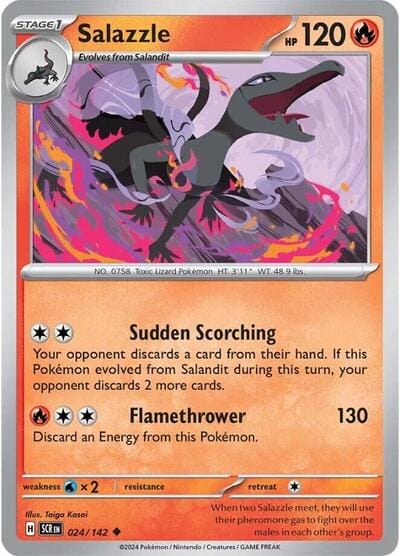 STAGE 1 Salazzle HP 120
Evolves from Salandit
NO. 0758 Toxic Lizard Pokémon HT: 3'11" WT: 48.9 lbs.
Sudden Scorching
Your opponent discards a card from their hand. If this
Pokémon evolved from Salandit during this turn, your
opponent discards 2 more cards.
Flamethrower 130
Discard an Energy from this Pokémon.
weakness ×2 resistance retreat
Illus. Taiga Kasai
H SCR EN 024/142
When two Salazzle meet, they will use
their pheromone gas to fight over the
males in each other's group.
©2024 Pokémon / Nintendo / Creatures / GAME FREAK